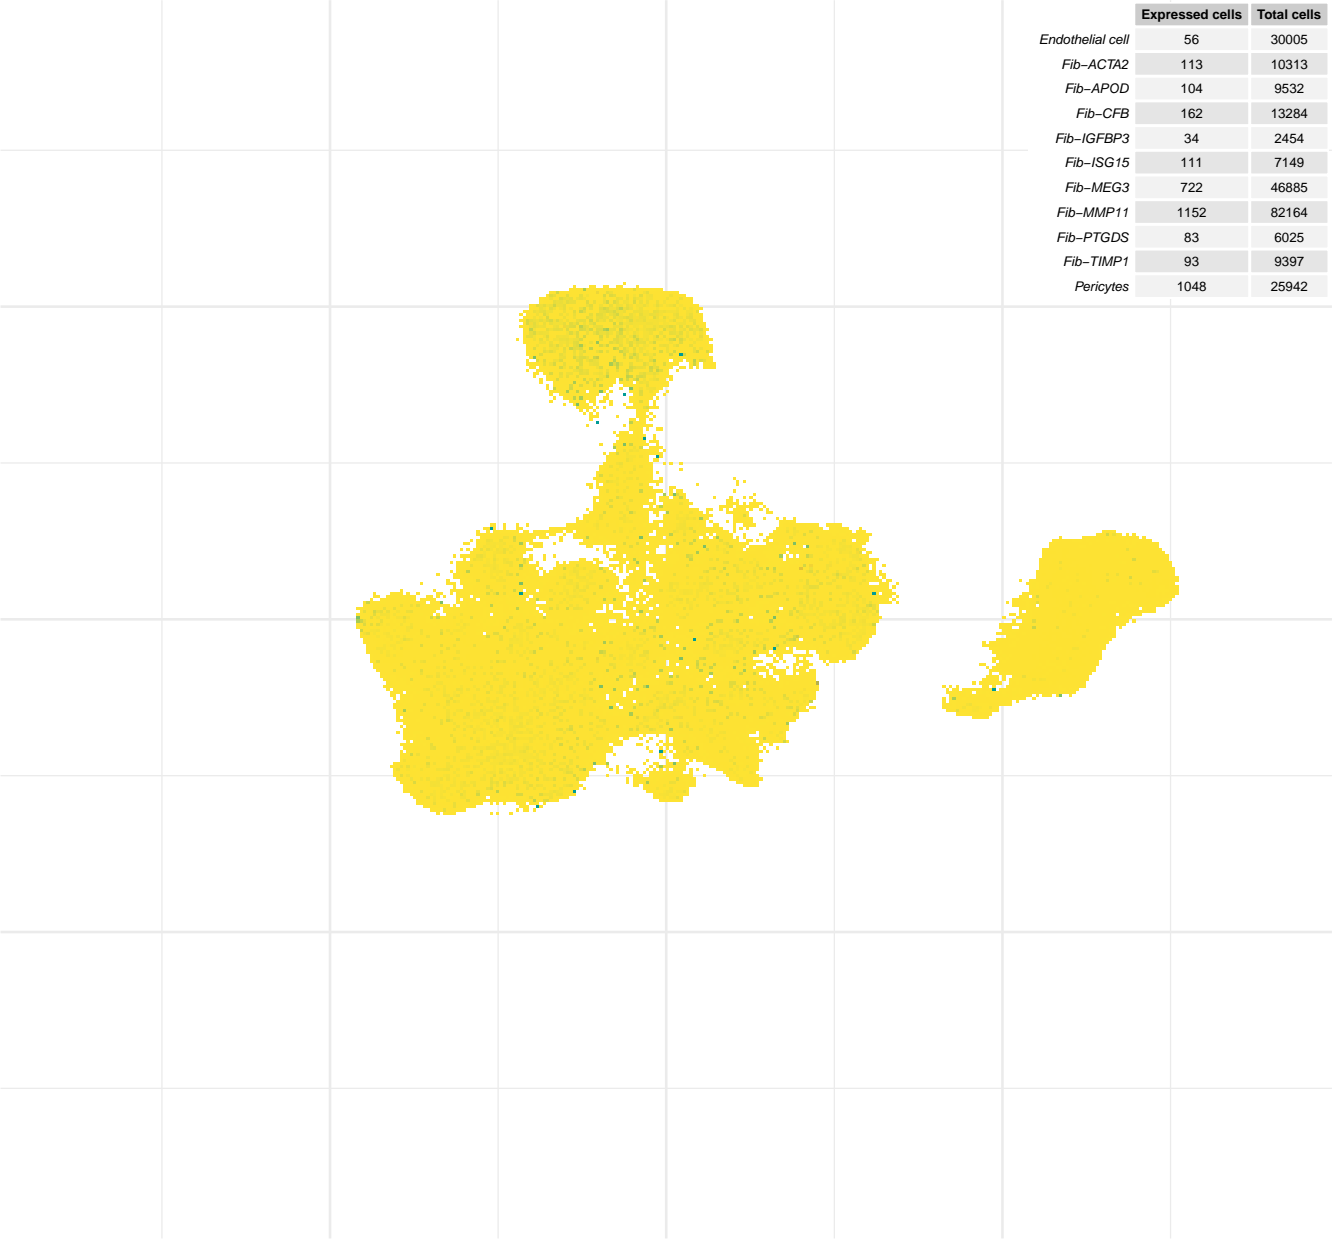 Expressed cells Total cells
Endothelial cell 56 30005
Fib−ACTA2 113 10313
Fib−APOD 104 9532
Fib−CFB 162 13284
Fib−IGFBP3 34 2454
Fib−ISG15 111 7149
Fib−MEG3 722 46885
Fib−MMP11 1152 82164
Fib−PTGDS 83 6025
Fib−TIMP1 93 9397
Pericytes 1048 25942